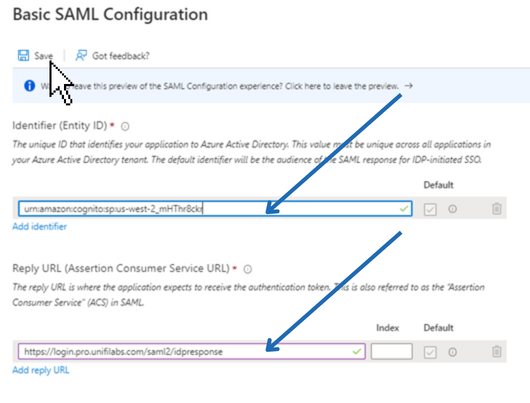 Basic SAML Configuration
Save
Got feedback?
leave this preview of the SAML Configuration experience? Click here to leave the preview. →
Identifier (Entity ID) *
The unique ID that identifies your application to Azure Active Directory. This value must be unique across all applications in
your Azure Active Directory tenant. The default identifier will be the audience of the SAML response for IDP-initiated SSO.
Default
urn:amazon:cognito:sp:us-west-2_mHThr8ckr
Add identifier
Reply URL (Assertion Consumer Service URL) *
The reply URL is where the application expects to receive the authentication token. This is also referred to as the "Assertion
Consumer Service" (ACS) in SAML.
Index Default
https://login.pro.unifilabs.com/saml2/idpresponse
Add reply URL